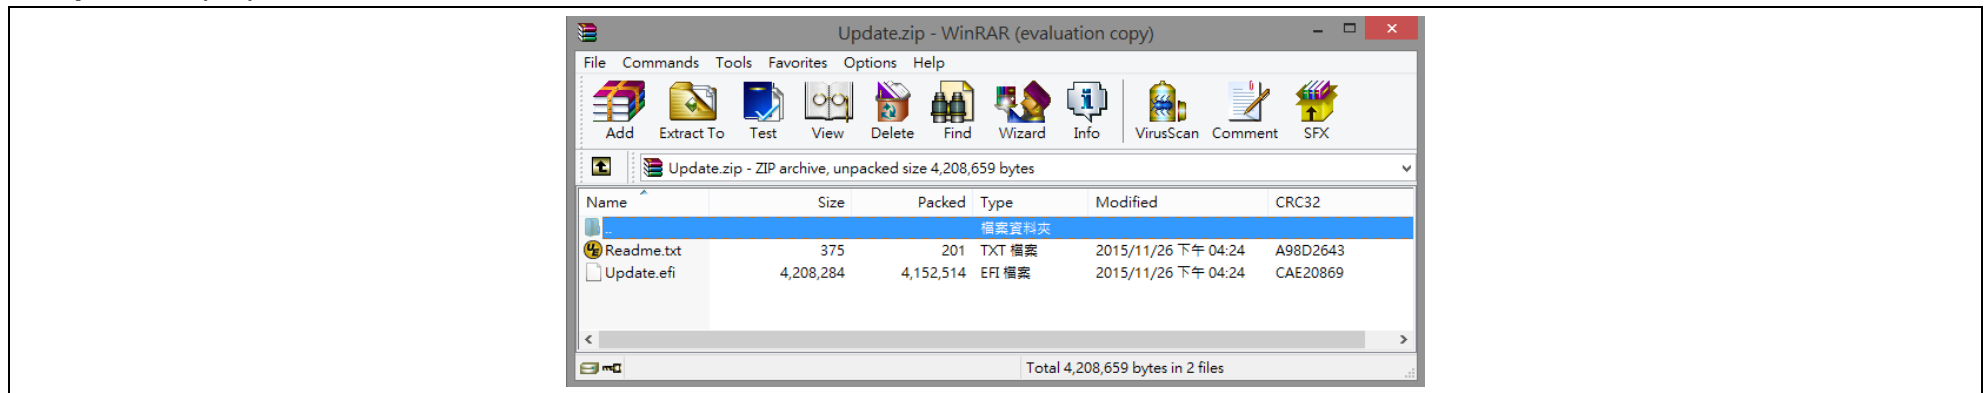 Update.zip - WinRAR (evaluation copy)
File Commands Tools Favorites Options Help
Add Extract To Test View Delete Find Wizard Info VirusScan Comment SFX
Update.zip - ZIP archive, unpacked size 4,208,659 bytes
Name Size Packed Type Modified CRC32
.. 檔案資料夾
Readme.txt 375 201 TXT 檔案 2015/11/26 下午 04:24 A98D2643
Update.efi 4,208,284 4,152,514 EFI 檔案 2015/11/26 下午 04:24 CAE20869
Total 4,208,659 bytes in 2 files